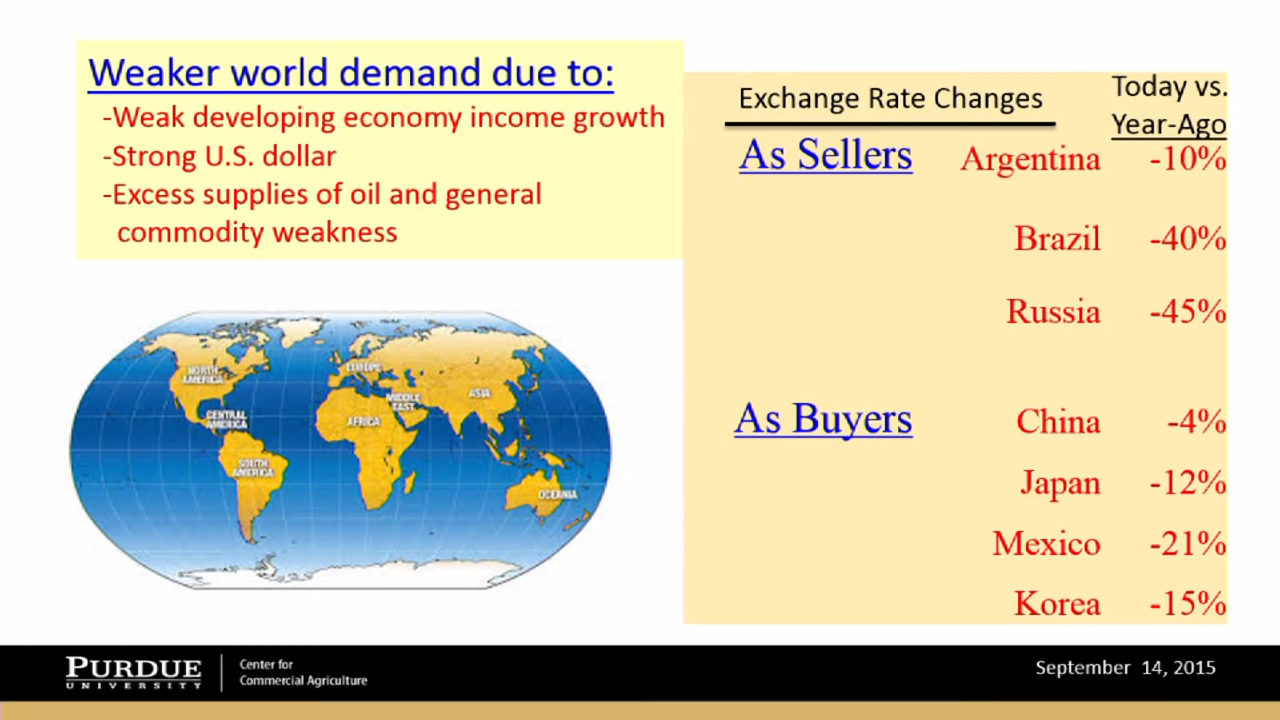 Weaker world demand due to:
-Weak developing economy income growth
-Strong U.S. dollar
-Excess supplies of oil and general
commodity weakness
Exchange Rate Changes
Today vs.
Year-Ago
As Sellers Argentina -10%
Brazil -40%
Russia -45%
As Buyers China -4%
Japan -12%
Mexico -21%
Korea -15%
NORTH
AMERICA
CENTRAL
AMERICA
SOUTH
AMERICA
EUROPE
MIDDLE
EAST
AFRICA
ASIA
OCEANIA
PURDUE
UNIVERSITY
Center for
Commercial Agriculture
September 14, 2015